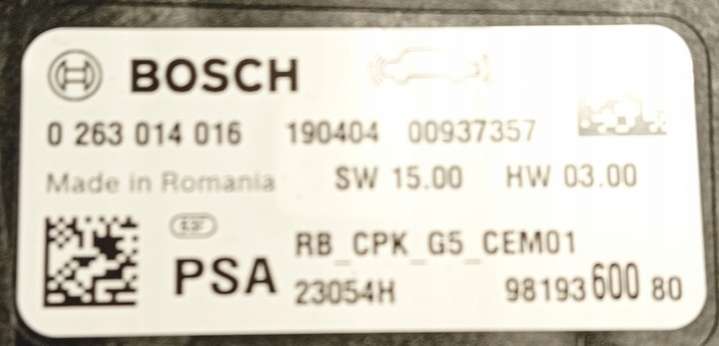 BOSCH
0 263 014 016 190404 00937357
Made in Romania SW 15.00 HW 03.00
RB_CPK_G5_CEM01
PSA 23054H 98193 600 80